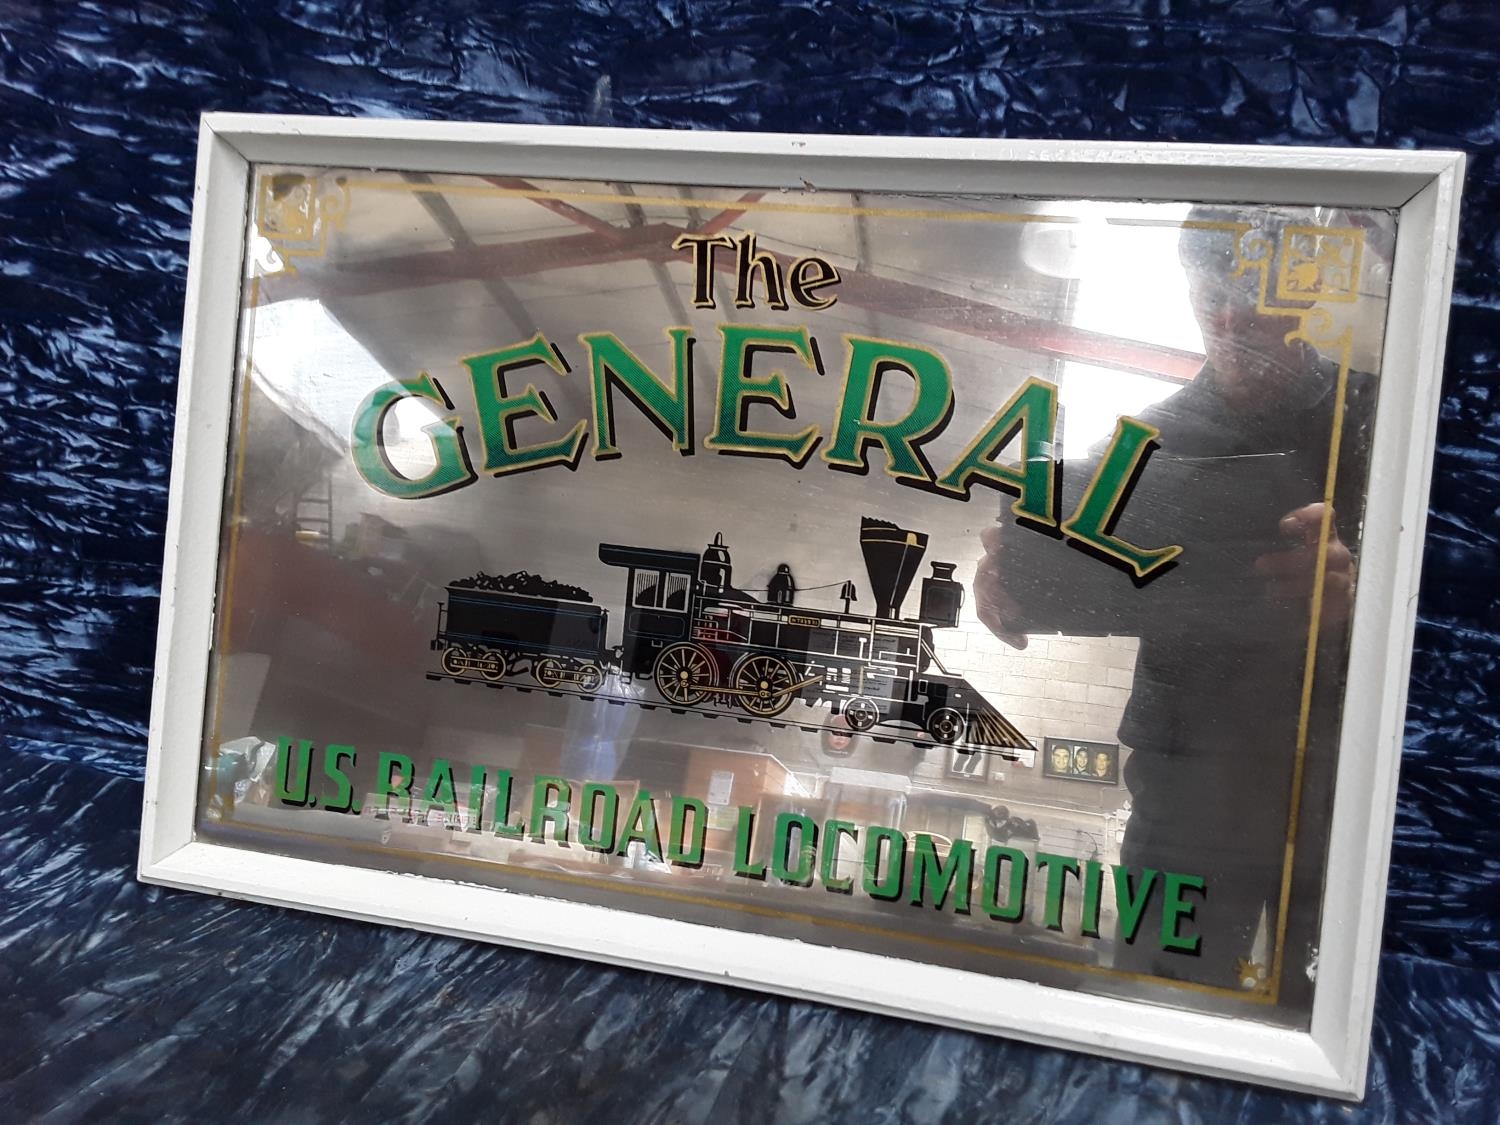 The
GENERAL
U.S. RAILROAD LOCOMOTIVE